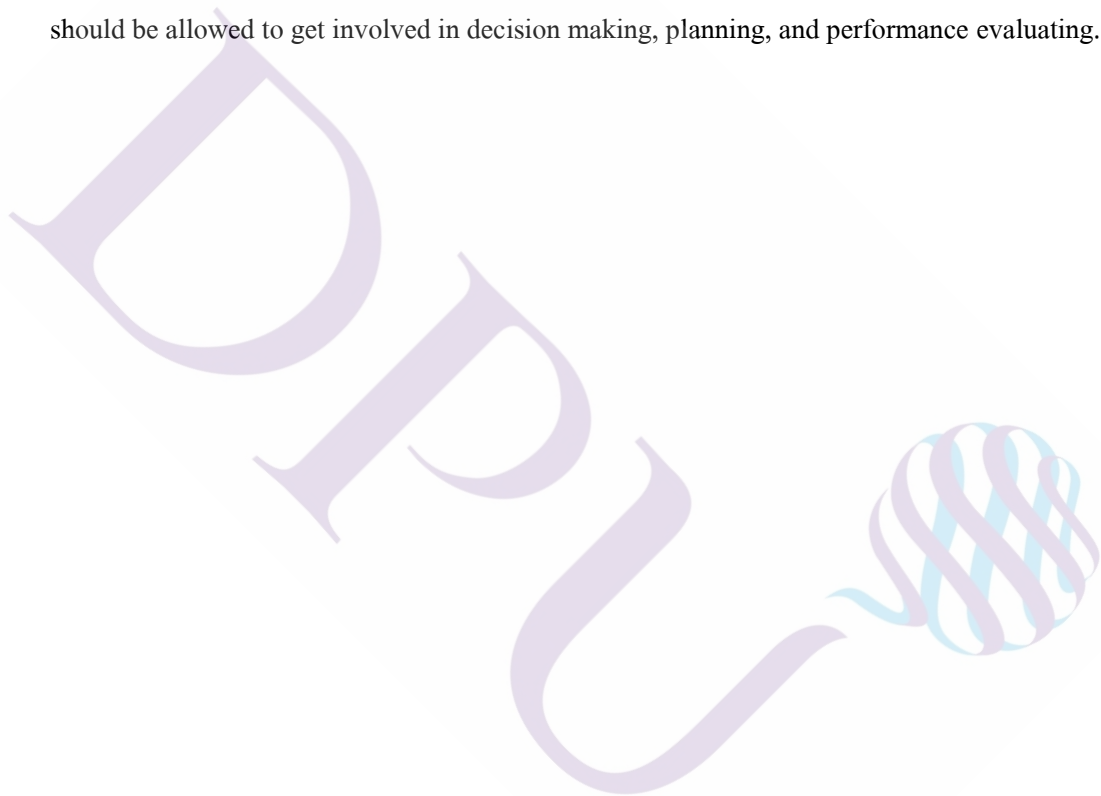 should be allowed to get involved in decision making, planning, and performance evaluating.
DPU